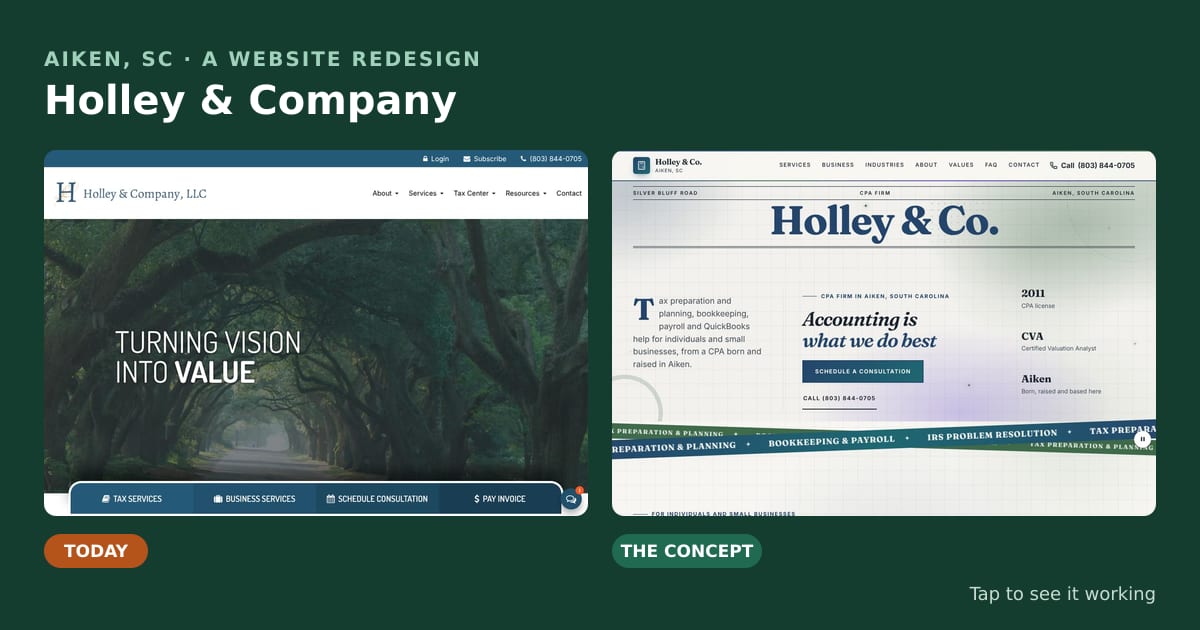 AIKEN, SC · A WEBSITE REDESIGN
Holley & Company
Login
Subscribe
(803) 844-0705
H Holley & Company, LLC
About
Services
Tax Center
Resources
Contact
TURNING VISION
INTO VALUE
TAX SERVICES
BUSINESS SERVICES
SCHEDULE CONSULTATION
$ PAY INVOICE
TODAY
Holley & Co.
AIKEN, SC
SERVICES
BUSINESS
INDUSTRIES
ABOUT
VALUES
FAQ
CONTACT
Call (803) 844-0705
SILVER BLUFF ROAD
CPA FIRM
AIKEN, SOUTH CAROLINA
Holley & Co.
Tax preparation and
planning, bookkeeping,
payroll and QuickBooks
help for individuals and small
businesses, from a CPA born and
raised in Aiken.
CPA FIRM IN AIKEN, SOUTH CAROLINA
Accounting is
what we do best
SCHEDULE A CONSULTATION
CALL (803) 844-0705
2011
CPA license
CVA
Certified Valuation Analyst
Aiken
Born, raised and based here
PREPARATION & PLANNING
REPARATION & PLANNING
BOOKKEEPING & PAYROLL
IRS PROBLEM RESOLUTION
TAX PREPARA
TAX PREPARATION & PLANNING
FOR INDIVIDUALS AND SMALL BUSINESSES
THE CONCEPT
Tap to see it working